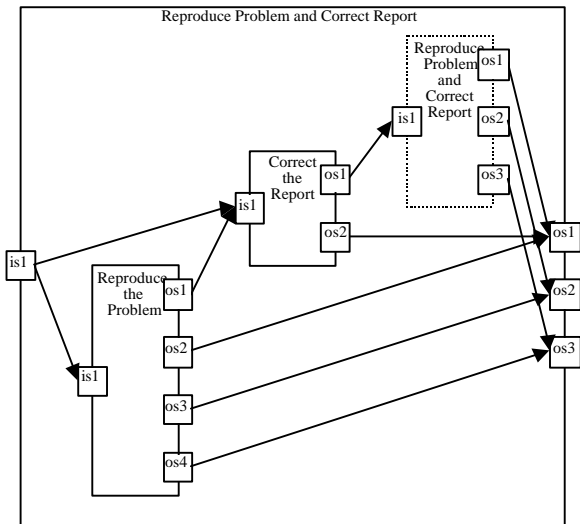 Reproduce Problem and Correct Report
Reproduce
Problem
and
Correct
Report
os1
is1
os2
os3
Correct
the
Report
os1
is1
os2
os1
is1
Reproduce
the
Problem
os1
os2
os2
os3
is1
os3
os4